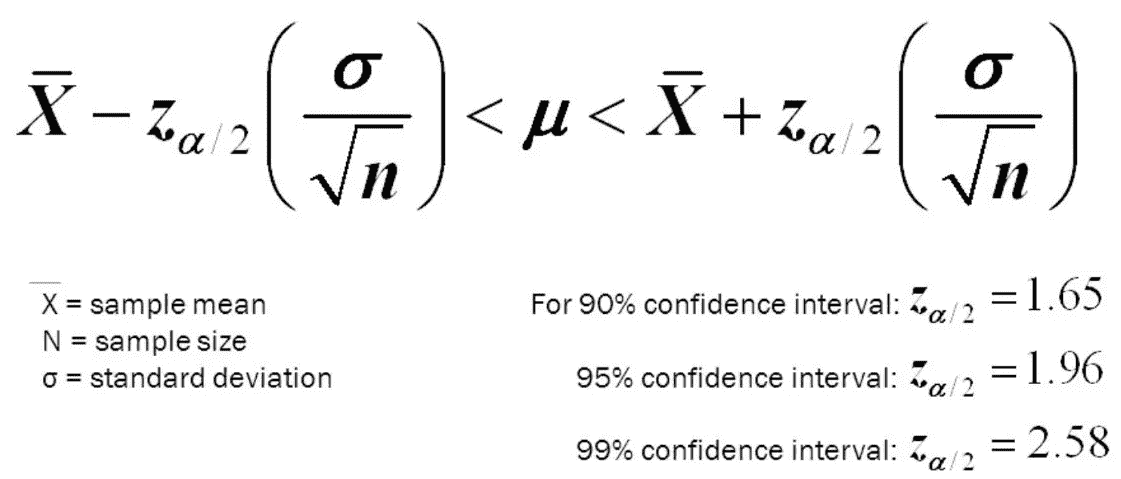 X̄ − z_{α/2} (σ/√n) < μ < X̄ + z_{α/2} (σ/√n)
X̄ = sample mean
N = sample size
σ = standard deviation
For 90% confidence interval: z_{α/2} = 1.65
95% confidence interval: z_{α/2} = 1.96
99% confidence interval: z_{α/2} = 2.58